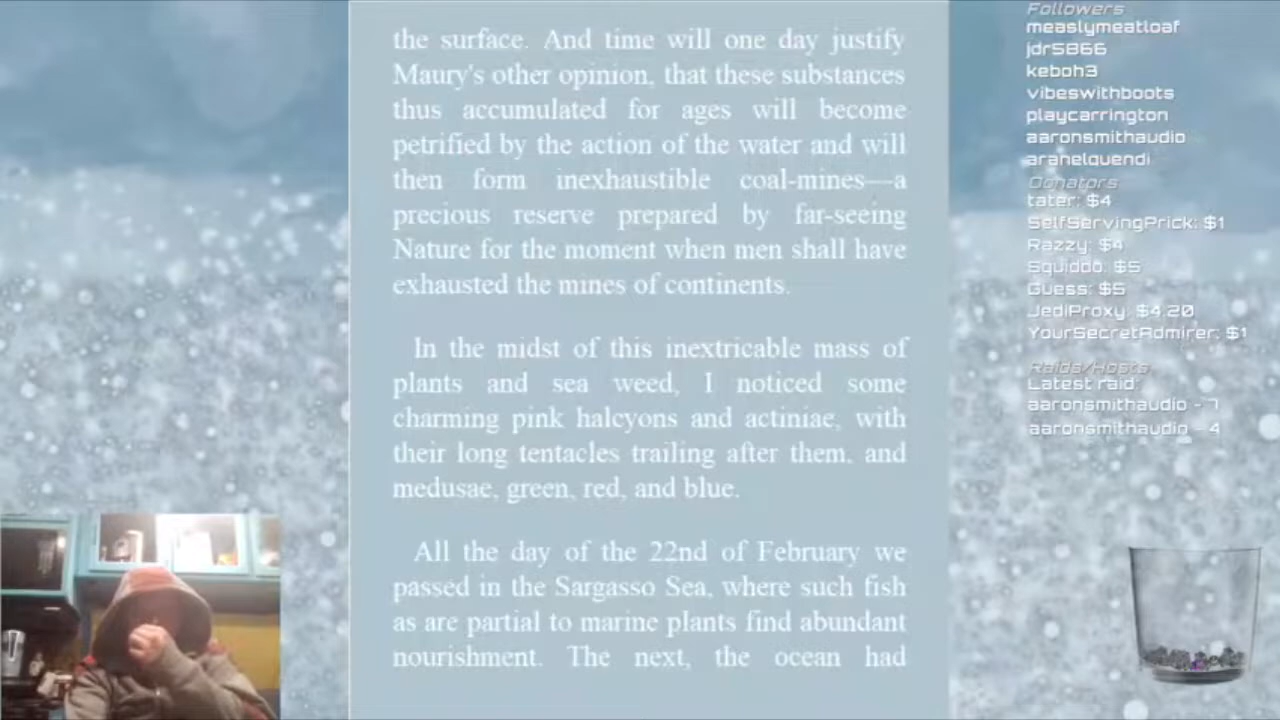 the surface. And time will one day justify
Maury's other opinion, that these substances
thus accumulated for ages will become
petrified by the action of the water and will
then form inexhaustible coal-mines—a
precious reserve prepared by far-seeing
Nature for the moment when men shall have
exhausted the mines of continents.
In the midst of this inextricable mass of
plants and sea weed, I noticed some
charming pink halcyons and actiniae, with
their long tentacles trailing after them, and
medusae, green, red, and blue.
All the day of the 22nd of February we
passed in the Sargasso Sea, where such fish
as are partial to marine plants find abundant
nourishment. The next, the ocean had
Followers
measlymeatloaf
jdr5866
keboh3
vibeswithboots
playcarrington
aaronsmithaudio
aranelquendi
Donators
tater: $4
SelfServingPrick: $1
Razzy: $4
Squidoo: $5
Guess: $5
JediProxy: $4.20
YourSecretAdmirer: $1
Raids/Hosts
Latest raid:
aaronsmithaudio - 7
aaronsmithaudio - 4